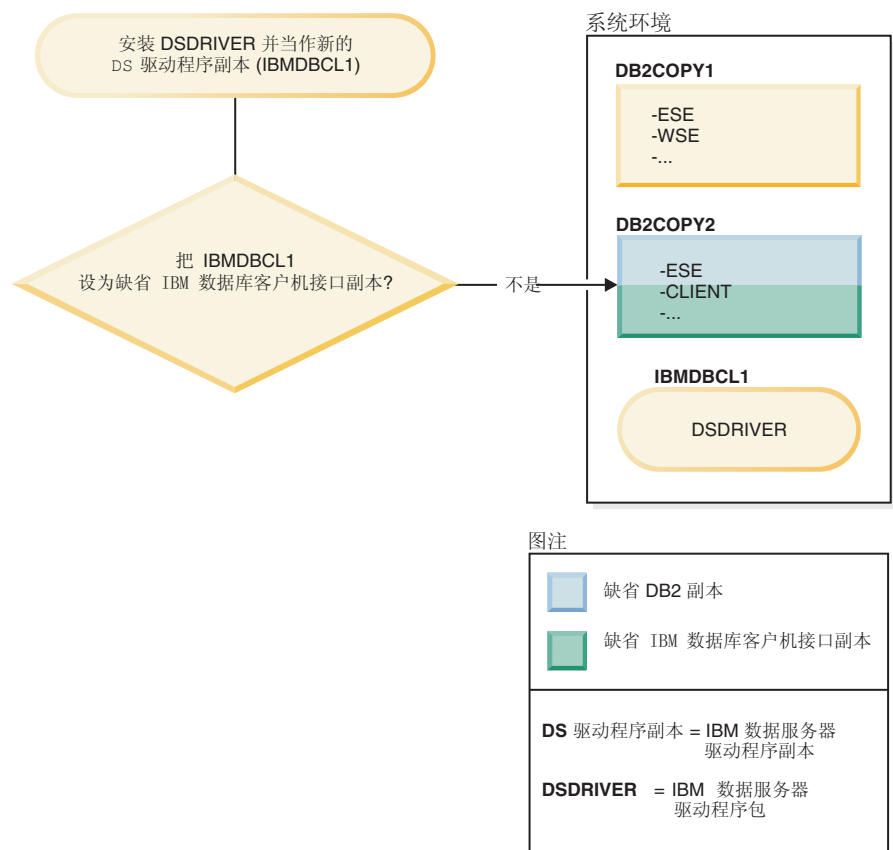 安装 DSDRIVER 并当作新的
DS 驱动程序副本 (IBMDBCL1)
把 IBMDBCL1
设为缺省 IBM 数据库客户机接口副本?
不是
系统环境
DB2COPY1
-ESE
-WSE
-...
DB2COPY2
-ESE
-CLIENT
-...
IBMDBCL1
DSDRIVER
图注
缺省 DB2 副本
缺省 IBM 数据库客户机接口副本
DS 驱动程序副本 = IBM 数据服务器
驱动程序副本
DSDRIVER = IBM 数据服务器
驱动程序包